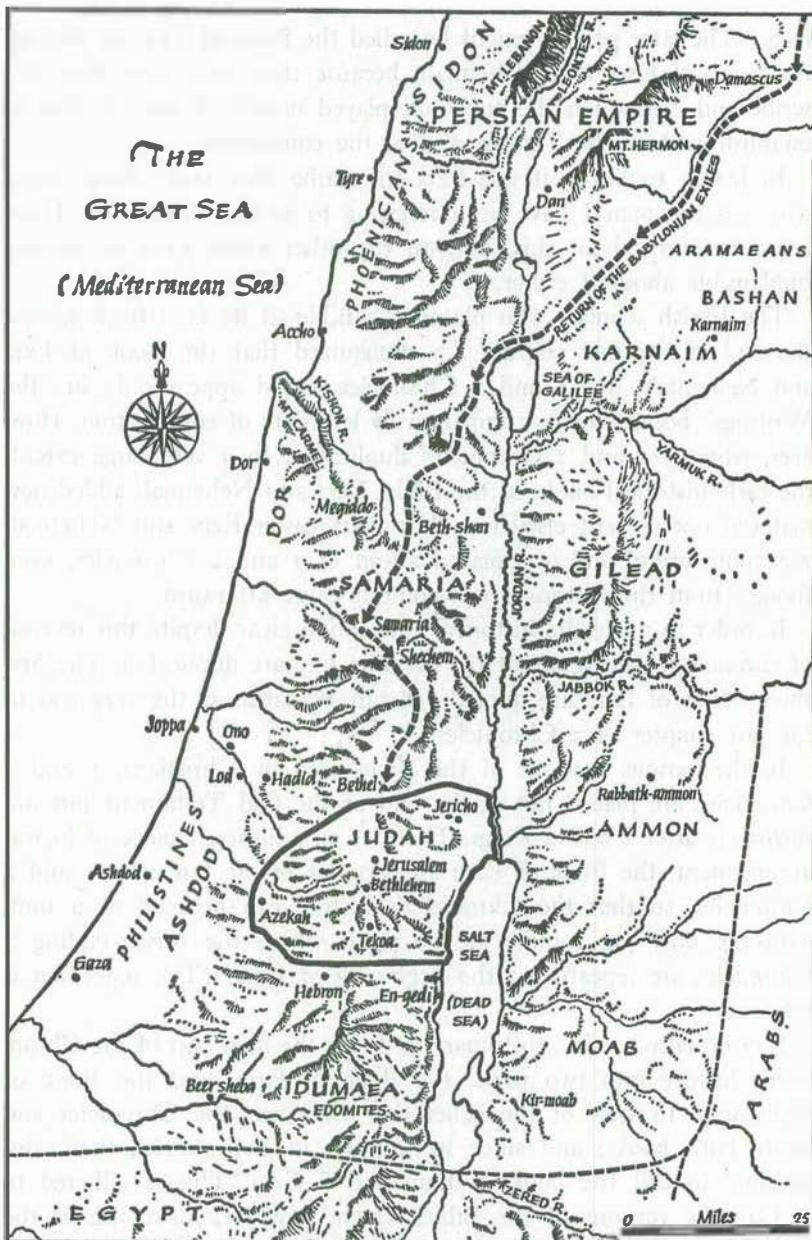 Sidon
SIDON
MT. LEBANON
LEONTES
Damascus
PERSIAN EMPIRE
MT. HERMON
THE
GREAT SEA
(Mediterranean Sea)
Tyre
PHOENICIANS
Dan
RETURN OF THE BABYLONIAN EXILES
ARAMAEANS
BASHAN
Karnaim
KARNAIM
Accho
SEA OF
GALILEE
N
YARMUK R.
Dor
DOR
Megiddo
Beth-shan
SAMARIA
GILEAD
JORDAN R.
Samaria
Shechem
JABBOK R.
Joppa
Ono
Lod
Hadid
Bethel
Rabbath-ammon
Jericho
AMMON
JUDAH
Jerusalem
Bethlehem
Ashdod
PHILISTINES
ASHDOD
Azekah
Tekoa
SALT
SEA
(DEAD
SEA)
Gaza
Hebron
En-gedi
MOAB
ARABS
Beer-sheba
IDUMAEA
EDOMITES
Kir-moab
ZERED R.
EGYPT
0 Miles 25